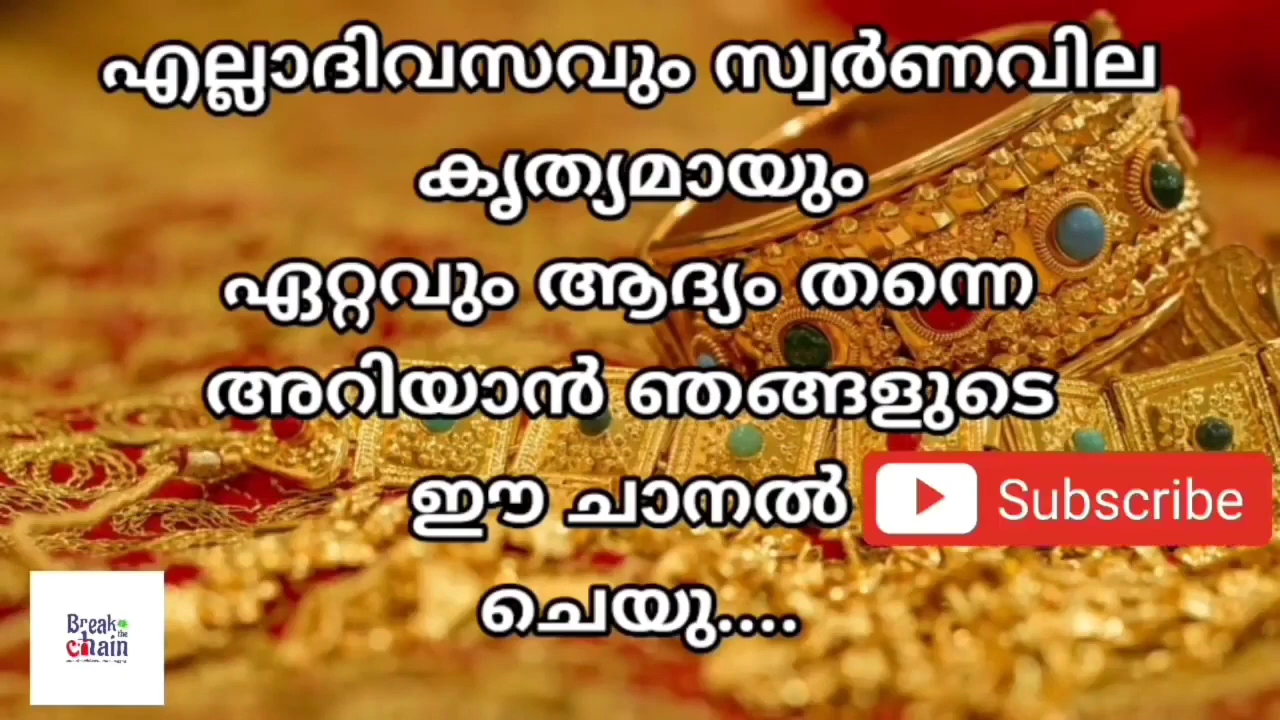 എല്ലാദിവസവും സ്വർണവില
കൃത്യമായും
ഏറ്റവും ആദ്യം തന്നെ
അറിയാൻ ഞങ്ങളുടെ
ഈ ചാനൽ Subscribe
ചെയു....
Break
the
chain